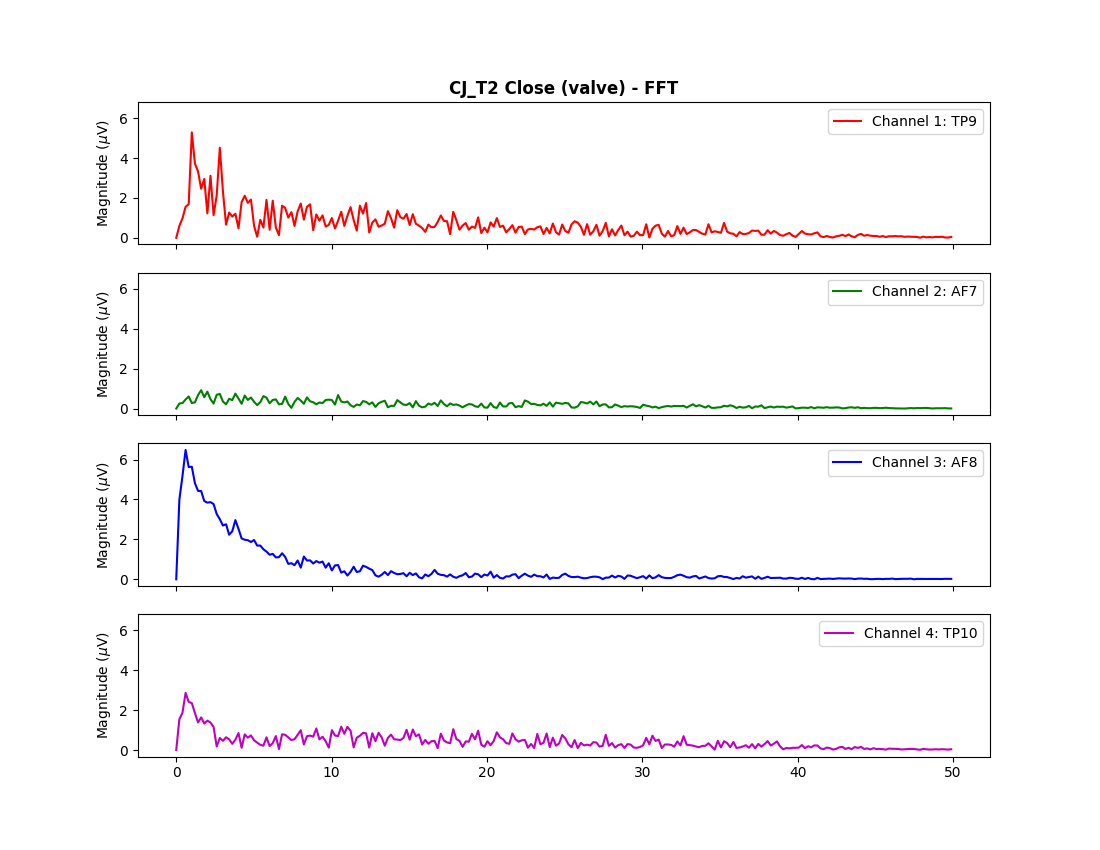 CJ_T2 Close (valve) - FFT
Magnitude (μV)
6
4
2
0
Channel 1: TP9
Magnitude (μV)
6
4
2
0
Channel 2: AF7
Magnitude (μV)
6
4
2
0
Channel 3: AF8
Magnitude (μV)
6
4
2
0
Channel 4: TP10
0 10 20 30 40 50